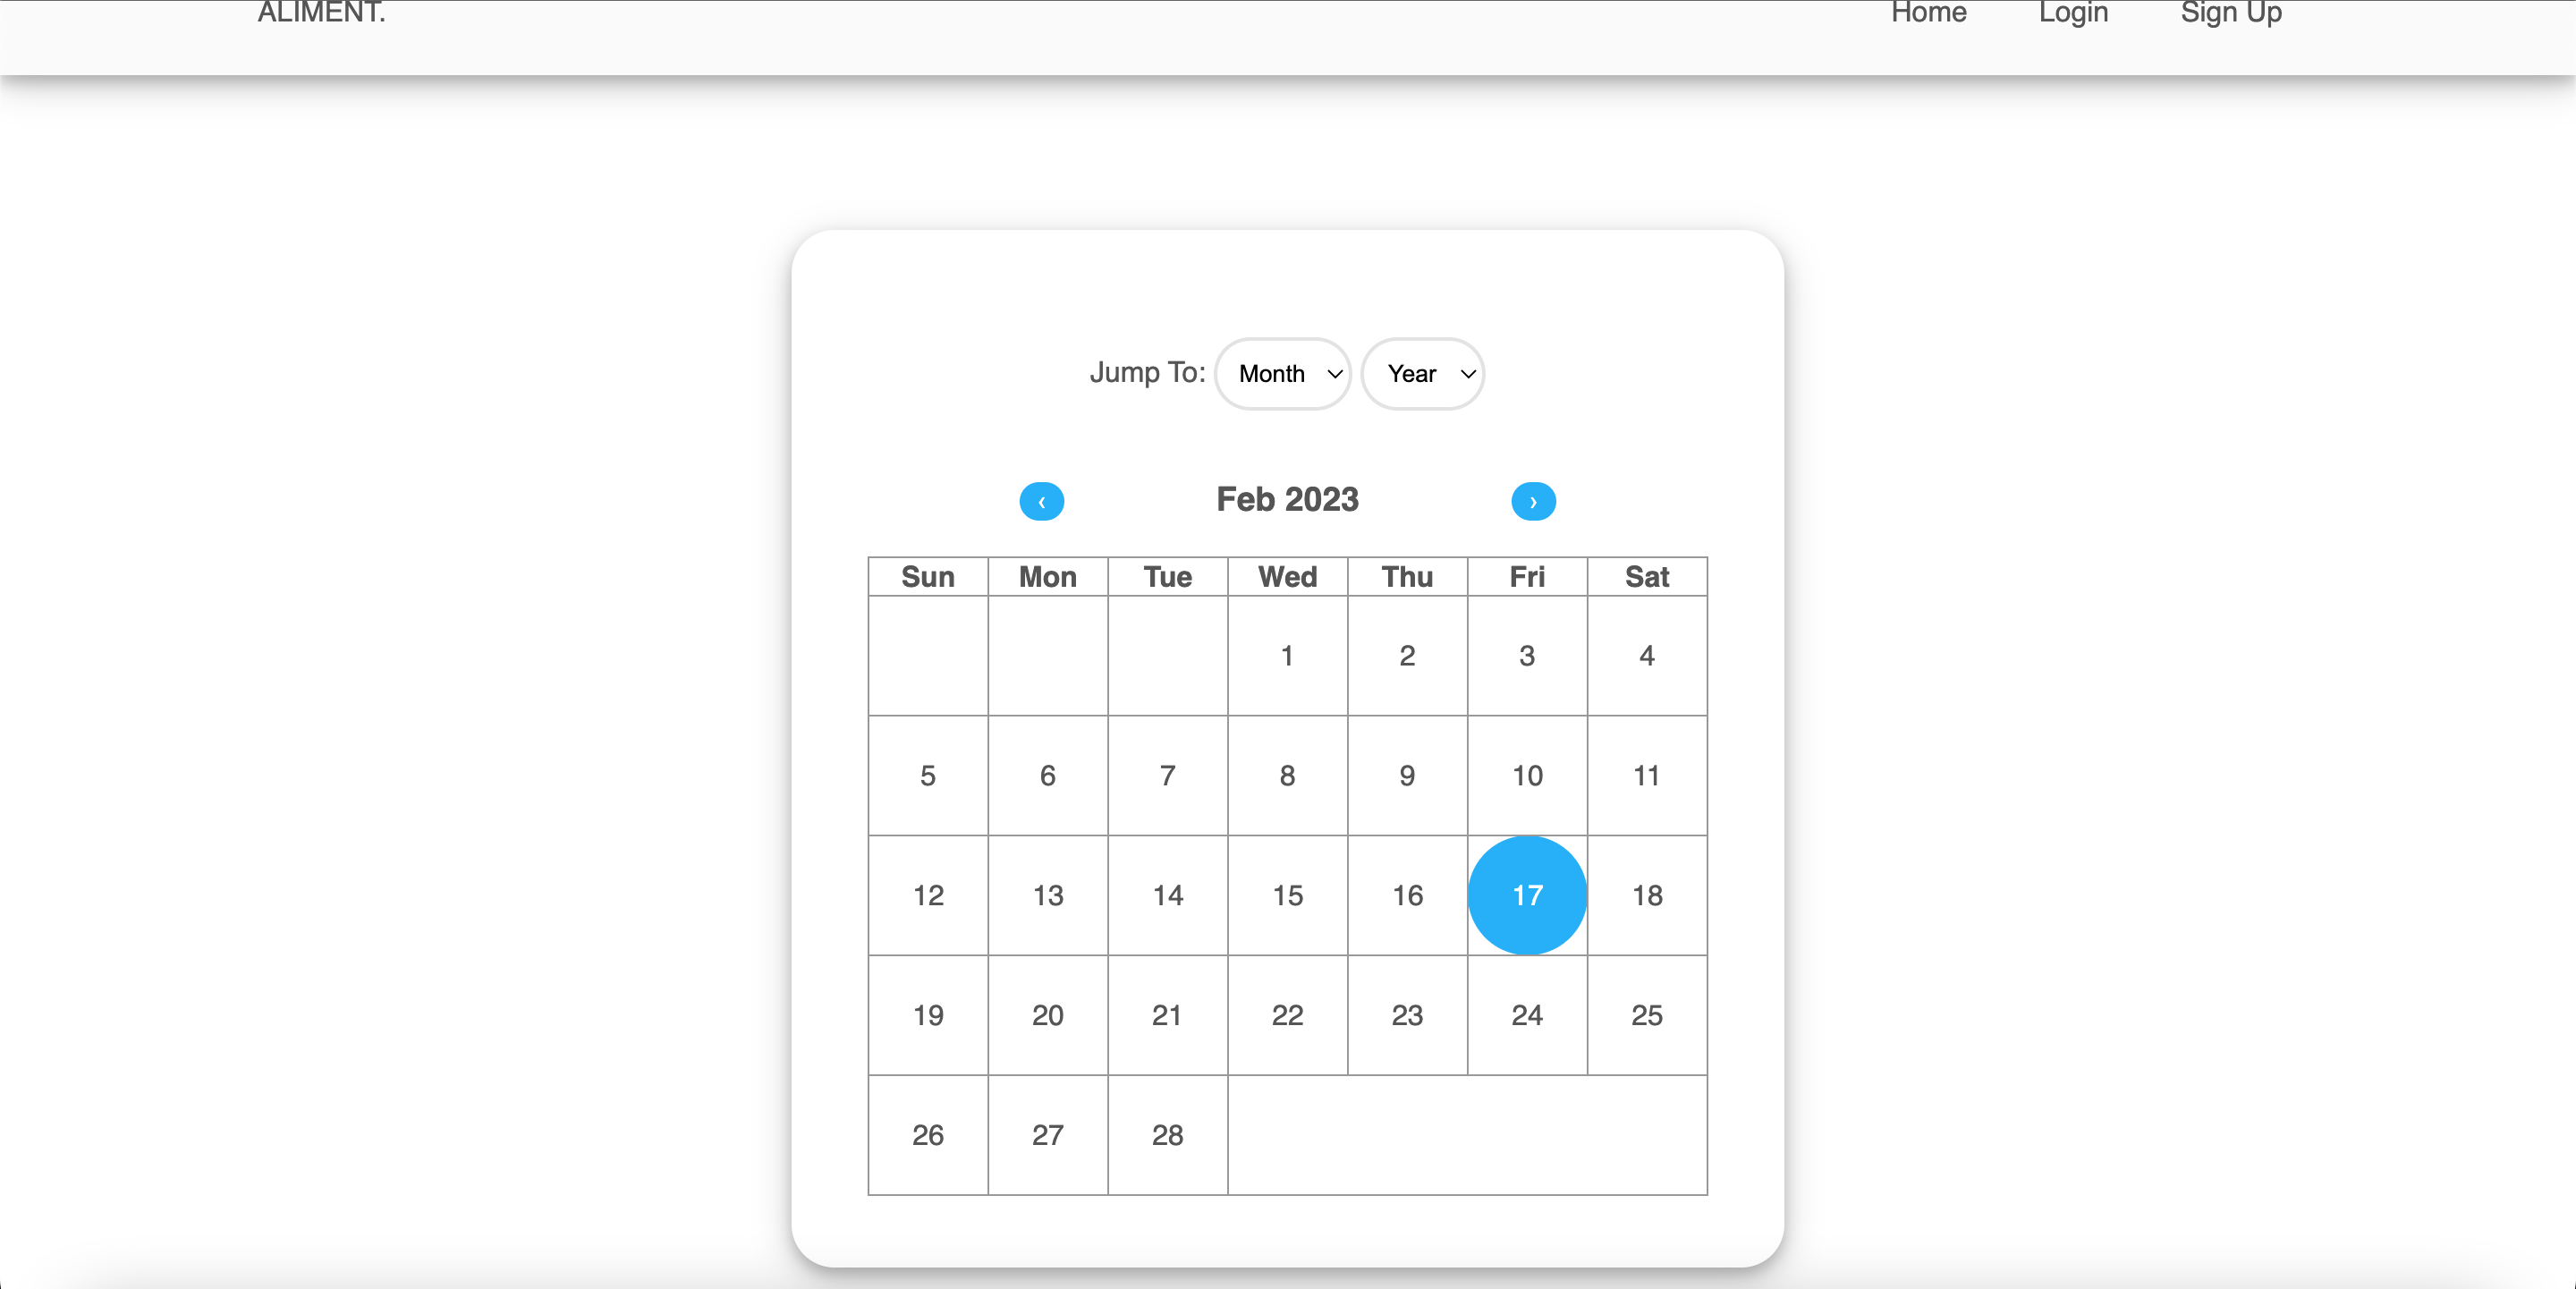 ALIMENT. Home Login Sign Up
Jump To: Month Year
‹ Feb 2023 ›
Sun Mon Tue Wed Thu Fri Sat
1 2 3 4
5 6 7 8 9 10 11
12 13 14 15 16 17 18
19 20 21 22 23 24 25
26 27 28